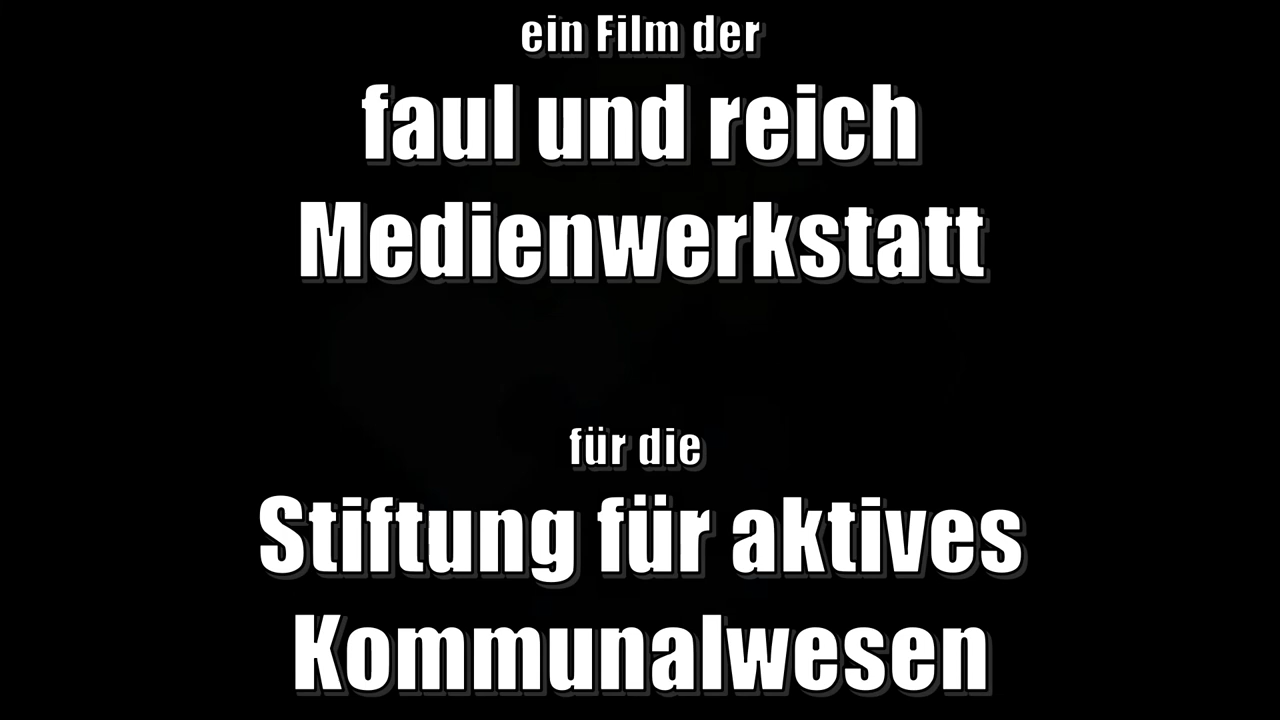 ein Film der
faul und reich
Medienwerkstatt
für die
Stiftung für aktives
Kommunalwesen